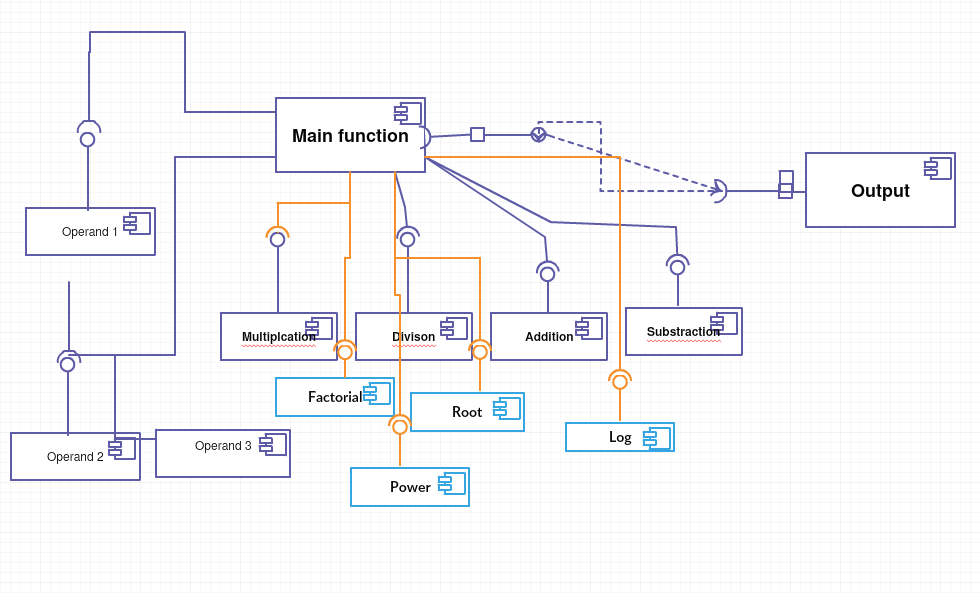 Main function
Output
Operand 1
Multiplcation
Divison
Addition
Substraction
Factorial
Root
Log
Operand 2
Operand 3
Power